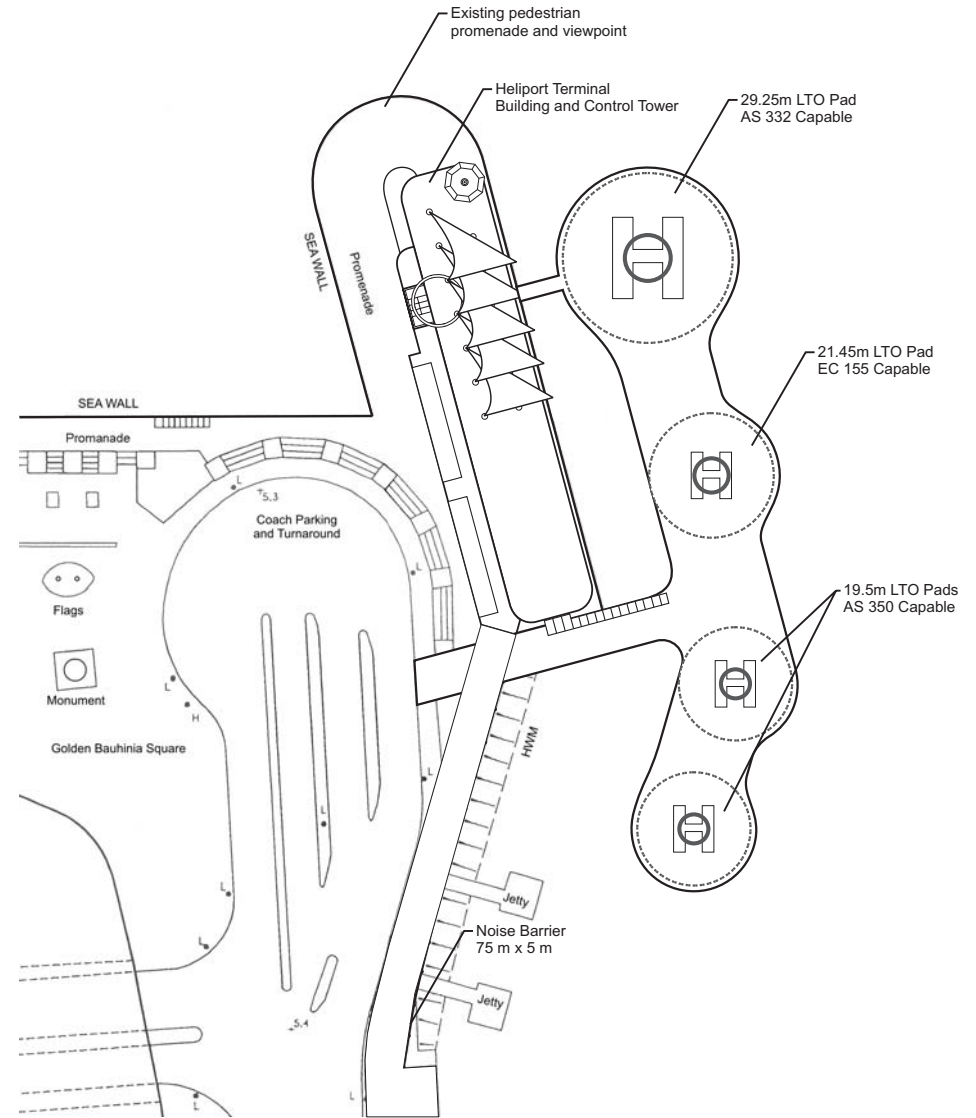 Existing pedestrian
promenade and viewpoint
Heliport Terminal
Building and Control Tower
29.25m LTO Pad
AS 332 Capable
SEA WALL
Promenade
21.45m LTO Pad
EC 155 Capable
SEA WALL
Promanade
L
5.3
Coach Parking
and Turnaround
L
Flags
19.5m LTO Pads
AS 350 Capable
L
Monument
H
HWM
Golden Bauhinia Square
L
L
L
Jetty
Noise Barrier
75 m x 5 m
L
Jetty
5.4
L
L